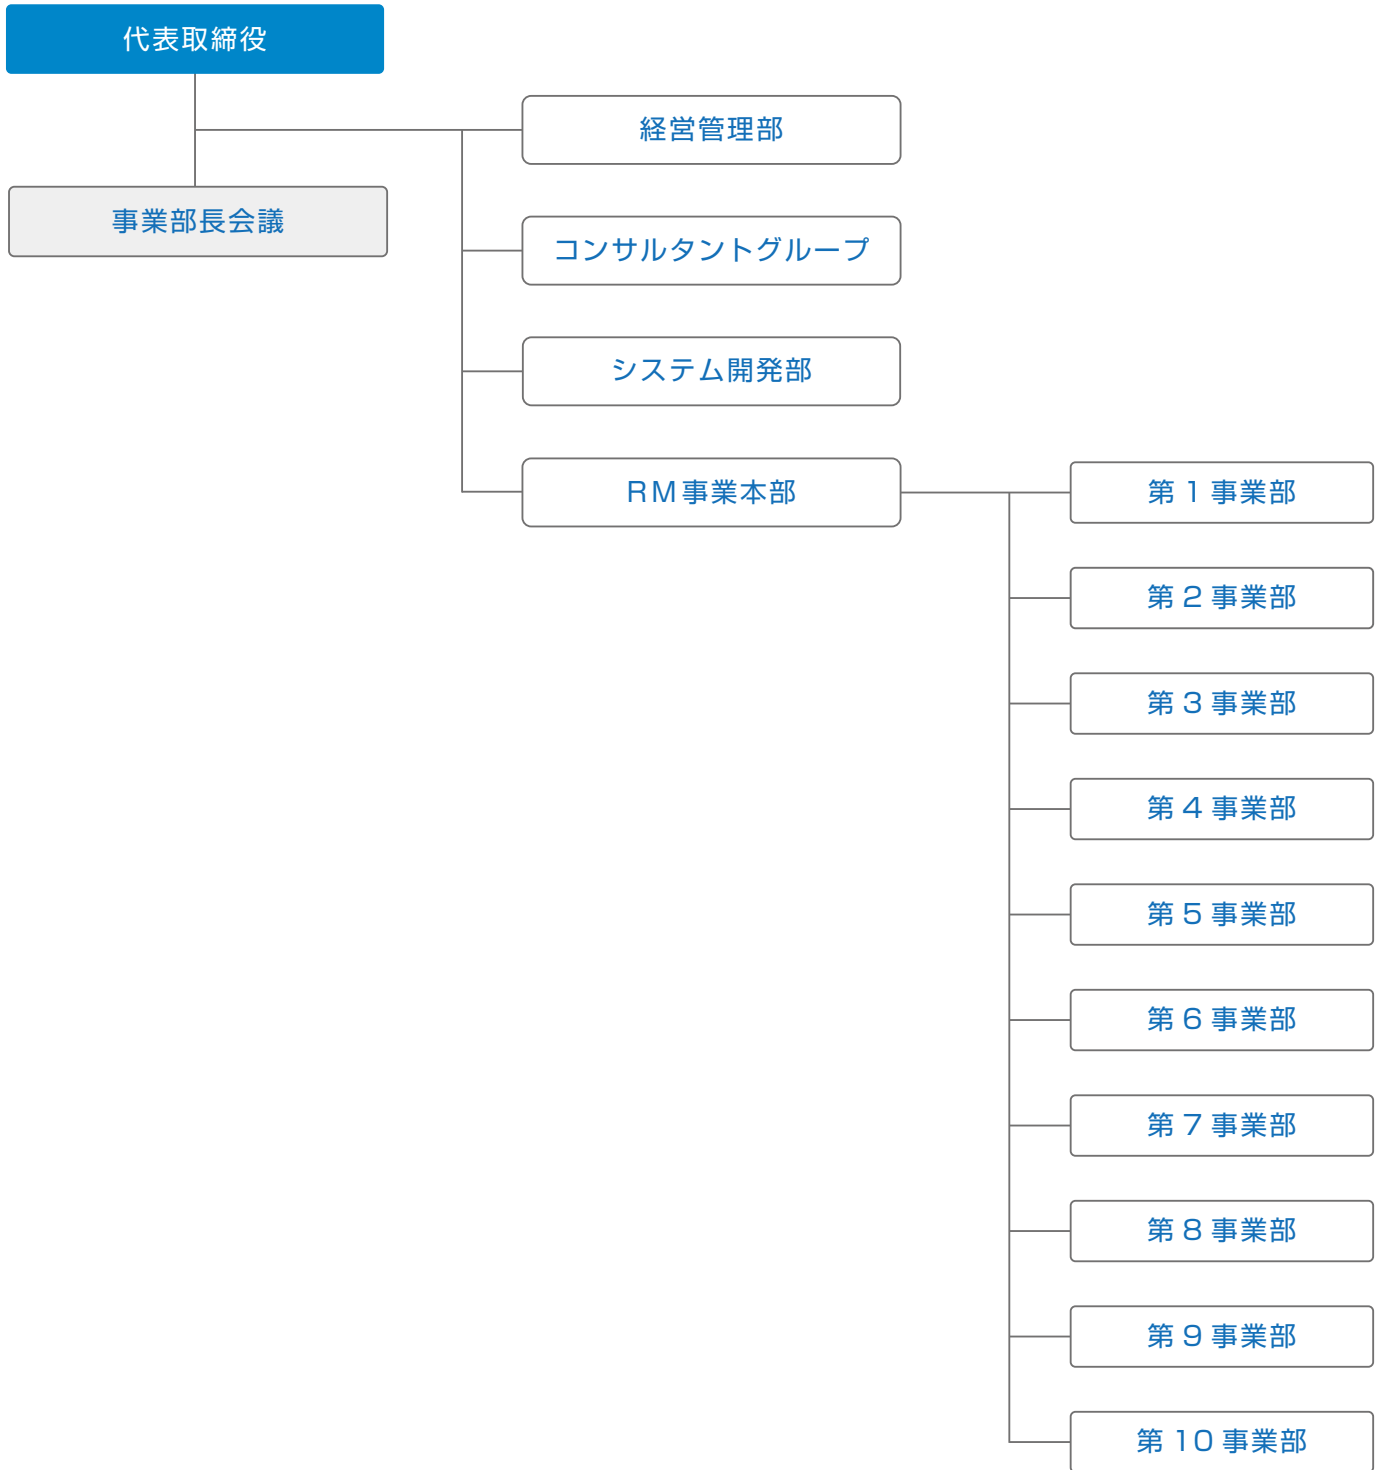 代表取締役
経営管理部
事業部長会議
コンサルタントグループ
システム開発部
RM事業本部
第1事業部
第2事業部
第3事業部
第4事業部
第5事業部
第6事業部
第7事業部
第8事業部
第9事業部
第10事業部